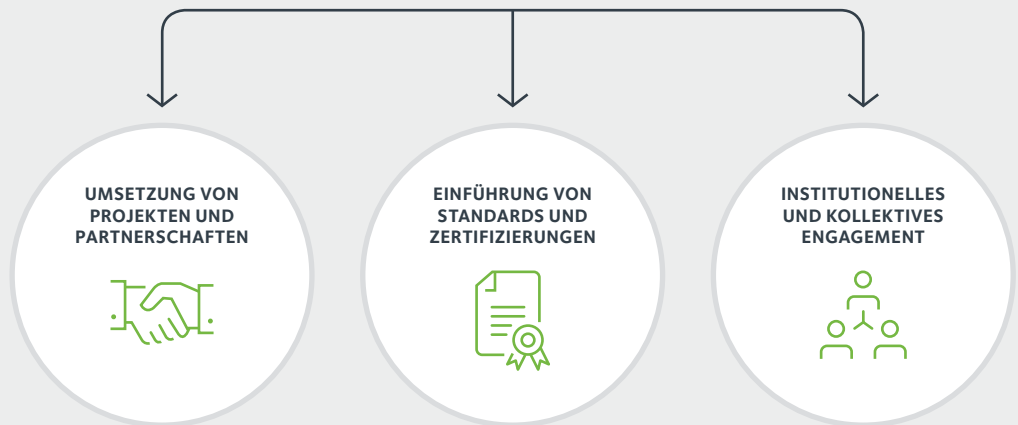 UMSETZUNG VON
PROJEKTEN UND
PARTNERSCHAFTEN
EINFÜHRUNG VON
STANDARDS UND
ZERTIFIZIERUNGEN
INSTITUTIONELLES
UND KOLLEKTIVES
ENGAGEMENT